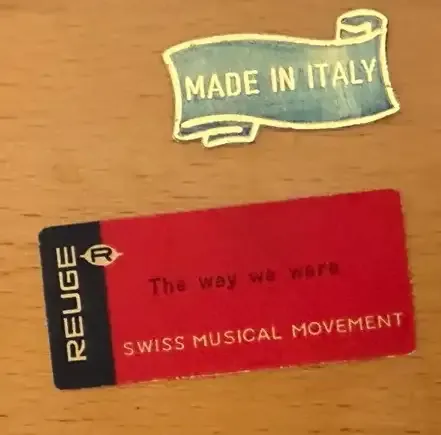 MADE IN ITALY
REUGE
R
The way we were
SWISS MUSICAL MOVEMENT